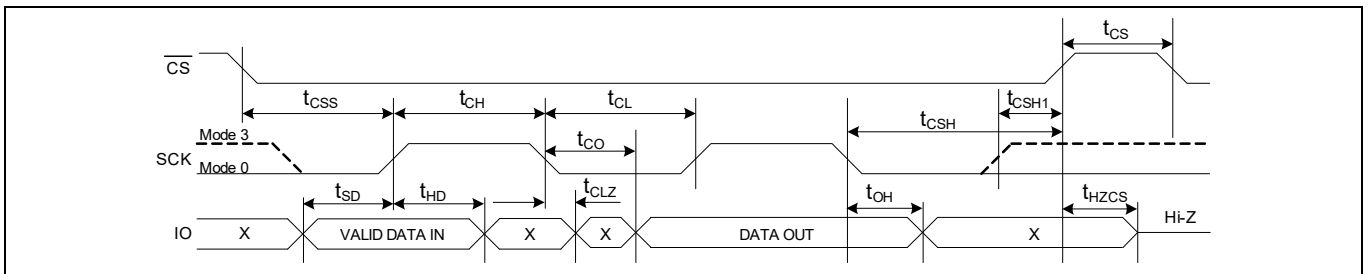 tCS
CS
tCSS
tCH
tCL
tCSH1
tCSH
Mode 3
SCK
Mode 0
tCO
tSD
tHD
tCLZ
tOH
tHZCS
Hi-Z
IO
X
VALID DATA IN
X
X
DATA OUT
X